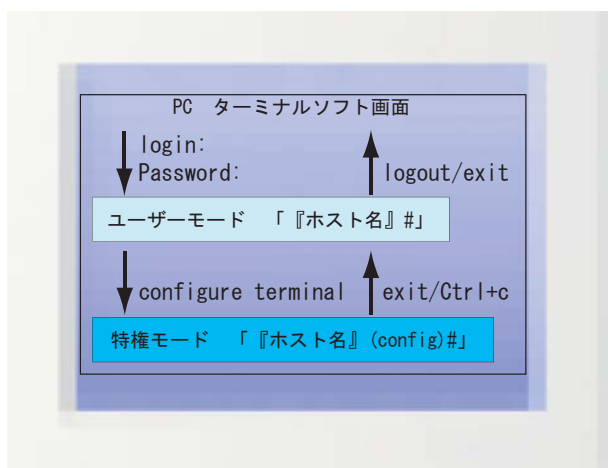 PC ターミナルソフト画面
login:
Password:
logout/exit
ユーザーモード 「『ホスト名』#」
configure terminal
exit/Ctrl+c
特権モード 「『ホスト名』(config)#」